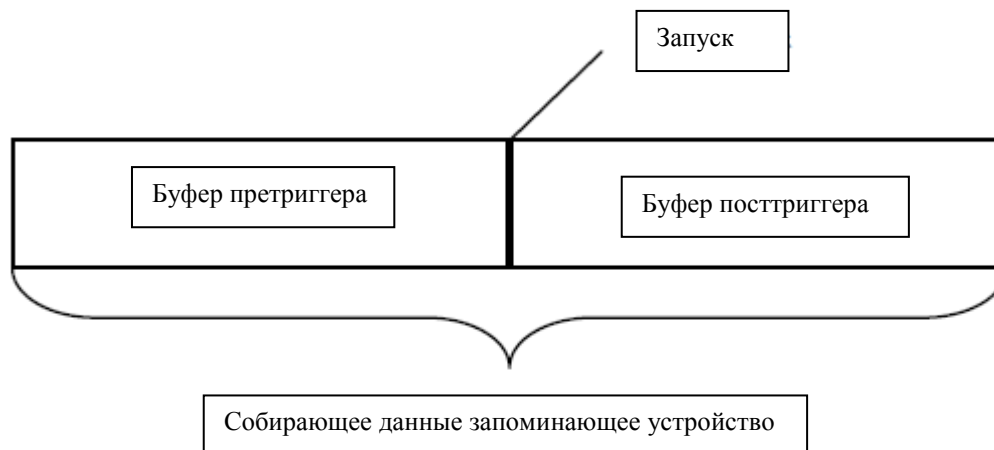 Запуск
Буфер претриггера
Буфер посттриггера
Собирающее данные запоминающее устройство